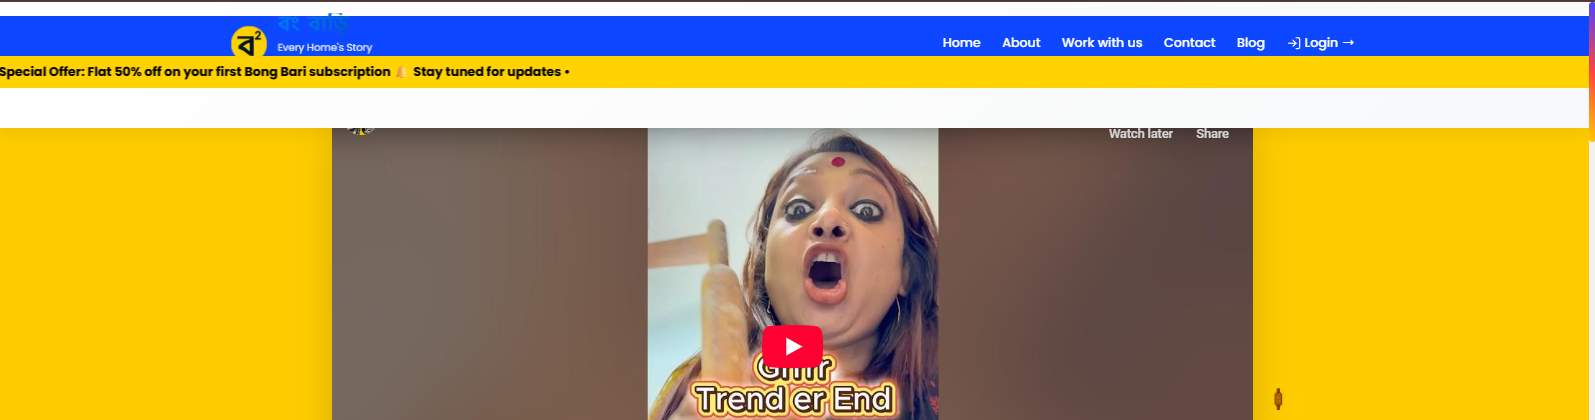 বং বাড়ি
ব²
Every Home's Story
Home About Work with us Contact Blog Login →
Special Offer: Flat 50% off on your first Bong Bari subscription 🔔 Stay tuned for updates •
Watch later Share
Grrrr
Trend er End